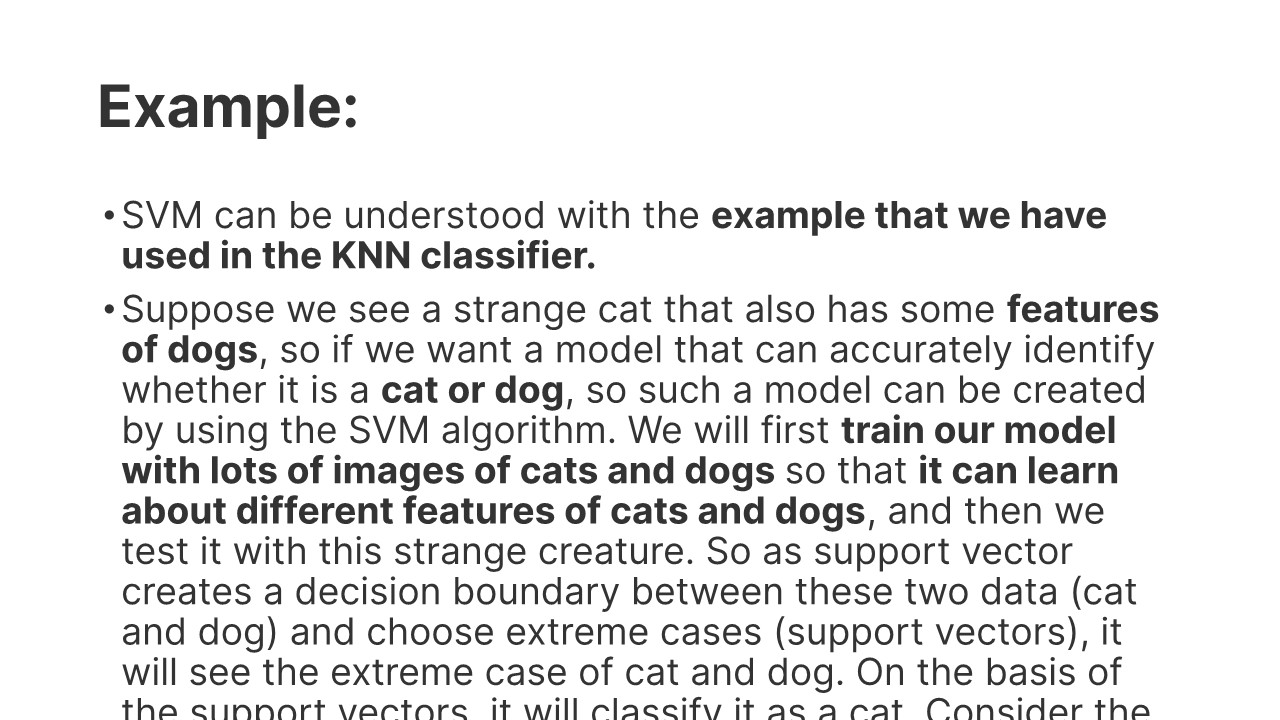 Example:
•SVM can be understood with the example that we have
used in the KNN classifier.
•Suppose we see a strange cat that also has some features
of dogs, so if we want a model that can accurately identify
whether it is a cat or dog, so such a model can be created
by using the SVM algorithm. We will first train our model
with lots of images of cats and dogs so that it can learn
about different features of cats and dogs, and then we
test it with this strange creature. So as support vector
creates a decision boundary between these two data (cat
and dog) and choose extreme cases (support vectors), it
will see the extreme case of cat and dog. On the basis of
the support vectors, it will classify it as a cat. Consider the